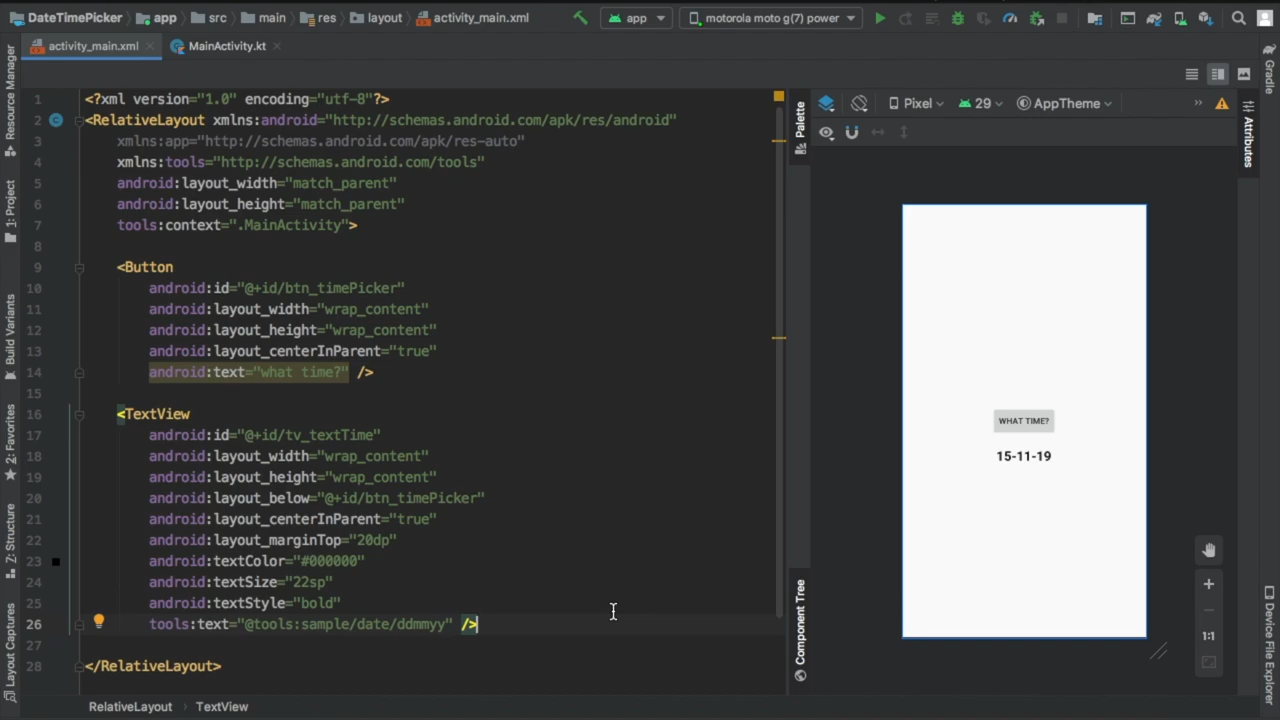 DateTimePicker app src main res layout activity_main.xml app motorola moto g(7) power
activity_main.xml MainActivity.kt
Resource Manager
1: Project
Build Variants
2: Favorites
Z: Structure
Layout Captures
1 <?xml version="1.0" encoding="utf-8"?>
2 <RelativeLayout xmlns:android="http://schemas.android.com/apk/res/android"
3 xmlns:app="http://schemas.android.com/apk/res-auto"
4 xmlns:tools="http://schemas.android.com/tools"
5 android:layout_width="match_parent"
6 android:layout_height="match_parent"
7 tools:context=".MainActivity">
8
9 <Button
10 android:id="@+id/btn_timePicker"
11 android:layout_width="wrap_content"
12 android:layout_height="wrap_content"
13 android:layout_centerInParent="true"
14 android:text="what time?" />
15
16 <TextView
17 android:id="@+id/tv_textTime"
18 android:layout_width="wrap_content"
19 android:layout_height="wrap_content"
20 android:layout_below="@+id/btn_timePicker"
21 android:layout_centerInParent="true"
22 android:layout_marginTop="20dp"
23 android:textColor="#000000"
24 android:textSize="22sp"
25 android:textStyle="bold"
26 tools:text="@tools:sample/date/ddmmyy" />
27
28 </RelativeLayout>
RelativeLayout TextView
Palette
Component Tree
Pixel 29 AppTheme
WHAT TIME?
15-11-19
1:1
Gradle
Attributes
Device File Explorer